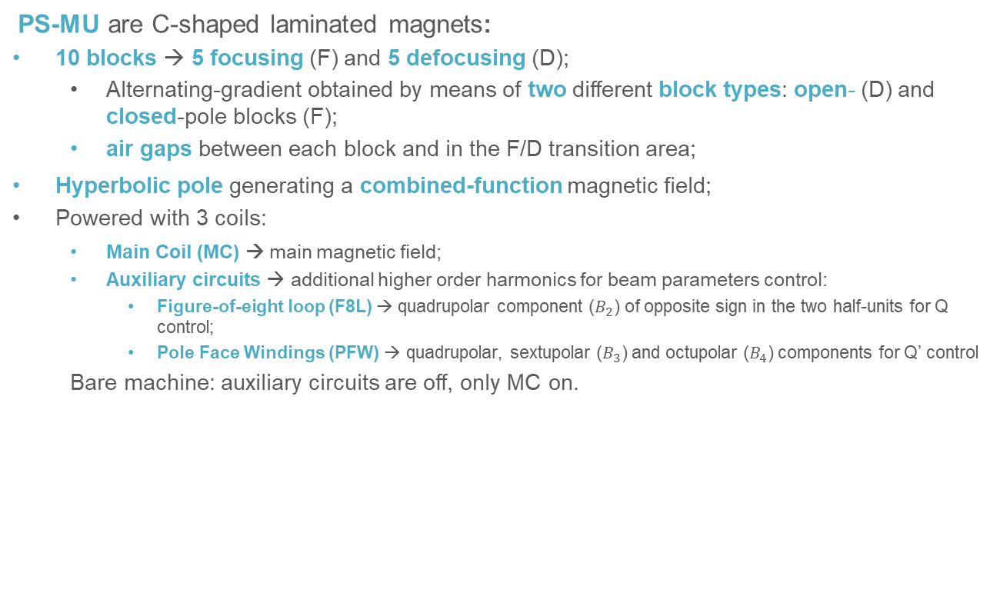 PS-MU are C-shaped laminated magnets:
• 10 blocks → 5 focusing (F) and 5 defocusing (D);
• Alternating-gradient obtained by means of two different block types: open- (D) and
closed-pole blocks (F);
• air gaps between each block and in the F/D transition area;
• Hyperbolic pole generating a combined-function magnetic field;
• Powered with 3 coils:
• Main Coil (MC) → main magnetic field;
• Auxiliary circuits → additional higher order harmonics for beam parameters control:
• Figure-of-eight loop (F8L) → quadrupolar component (B₂) of opposite sign in the two half-units for Q
control;
• Pole Face Windings (PFW) → quadrupolar, sextupolar (B₃) and octupolar (B₄) components for Q’ control
Bare machine: auxiliary circuits are off, only MC on.